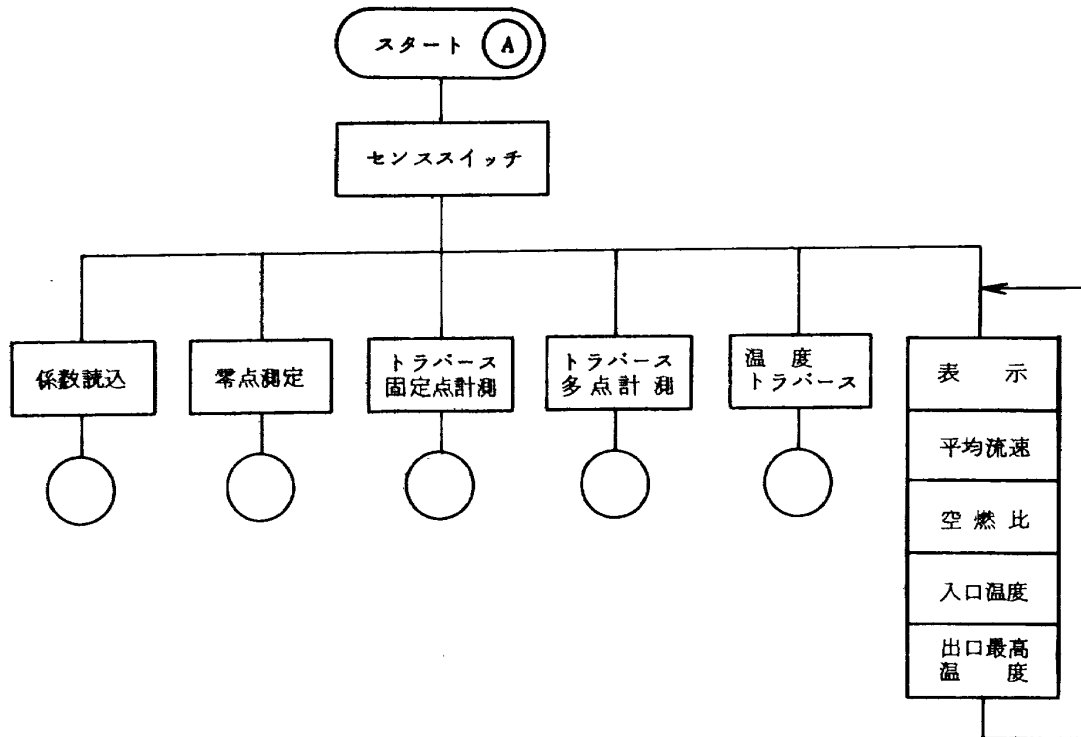 スタート A
センススイッチ
係数読込
零点測定
トラバース
固定点計測
トラバース
多点計測
温度
トラバース
表示
平均流速
空燃比
入口温度
出口最高
温度